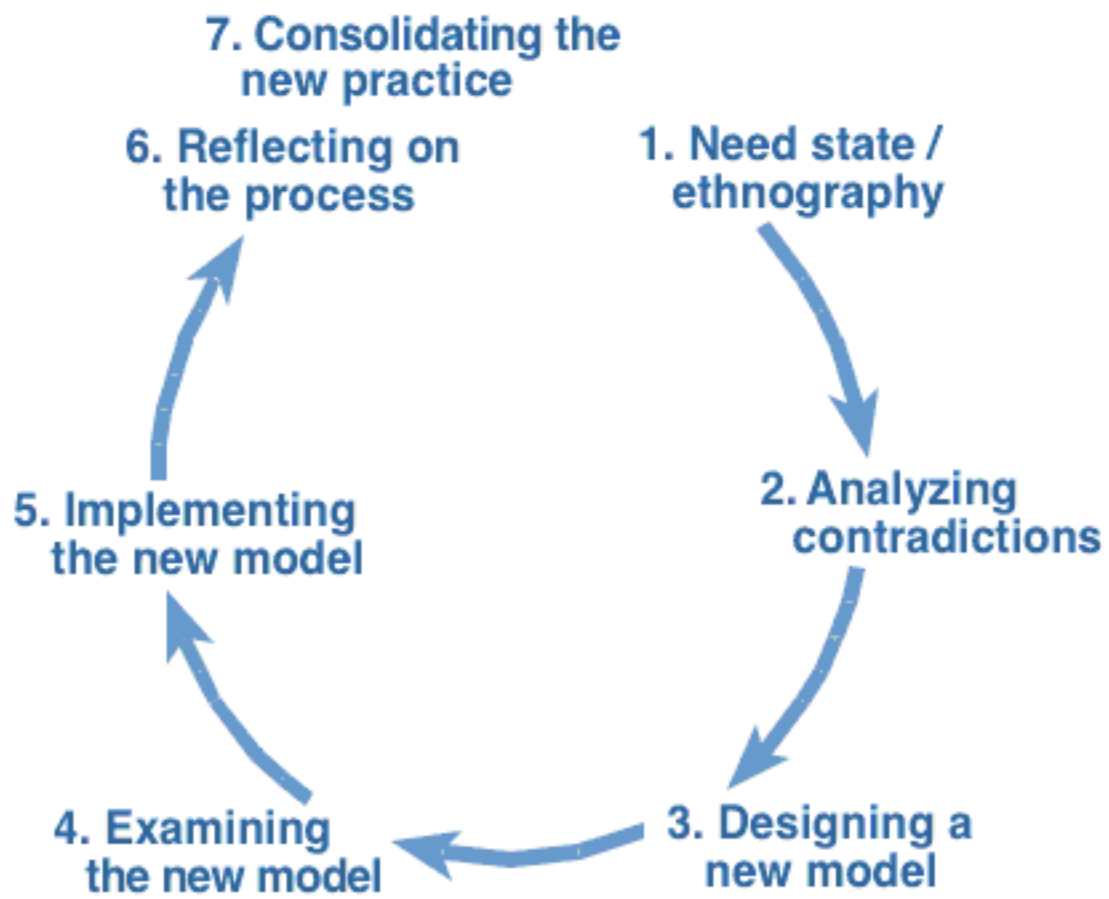 7. Consolidating the
new practice
6. Reflecting on
the process
1. Need state /
ethnography
2. Analyzing
contradictions
3. Designing a
new model
4. Examining
the new model
5. Implementing
the new model